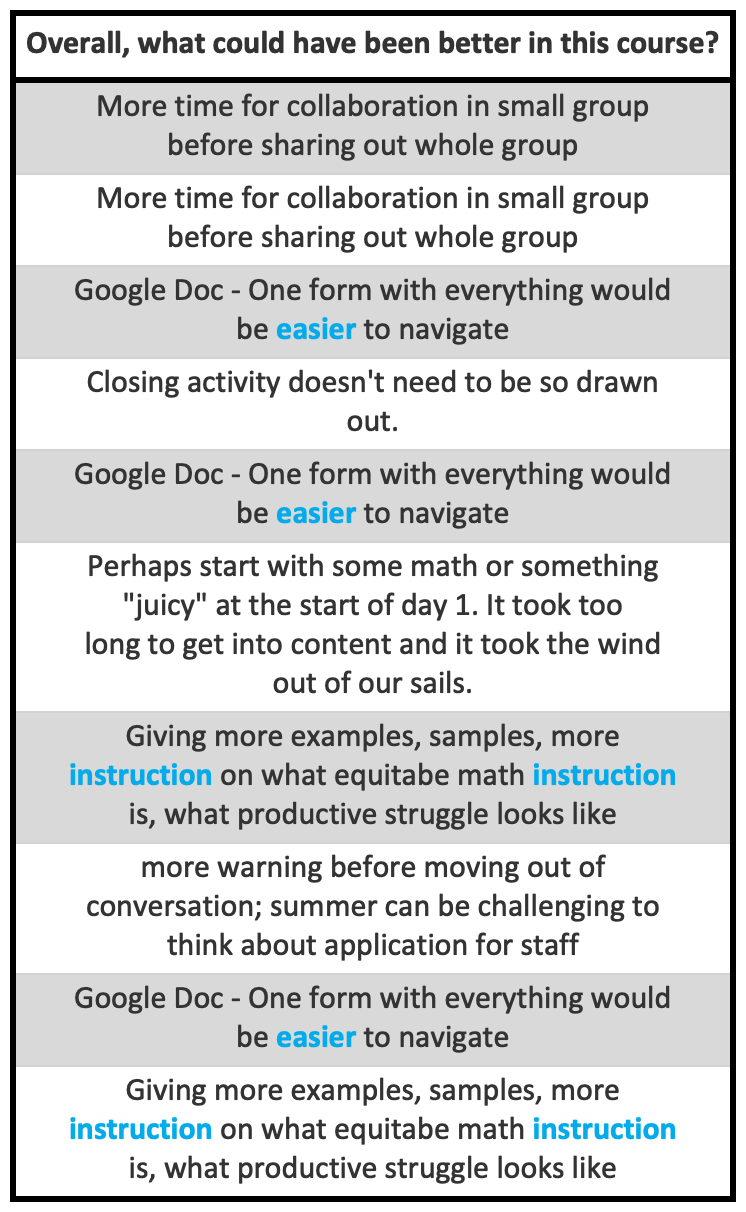 Overall, what could have been better in this course?
More time for collaboration in small group
before sharing out whole group
More time for collaboration in small group
before sharing out whole group
Google Doc - One form with everything would
be easier to navigate
Closing activity doesn't need to be so drawn
out.
Google Doc - One form with everything would
be easier to navigate
Perhaps start with some math or something
"juicy" at the start of day 1. It took too
long to get into content and it took the wind
out of our sails.
Giving more examples, samples, more
instruction on what equitabe math instruction
is, what productive struggle looks like
more warning before moving out of
conversation; summer can be challenging to
think about application for staff
Google Doc - One form with everything would
be easier to navigate
Giving more examples, samples, more
instruction on what equitabe math instruction
is, what productive struggle looks like